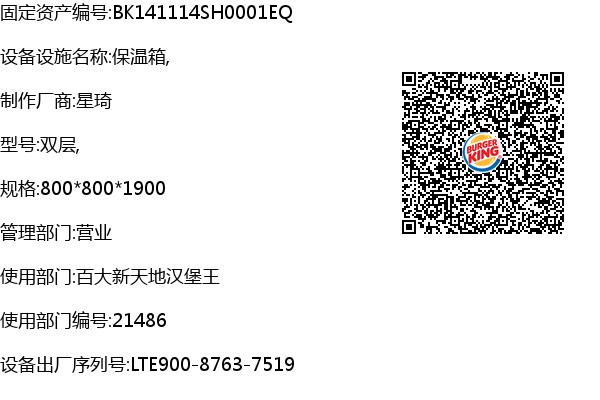 固定资产编号:BK141114SH0001EQ
设备设施名称:保温箱,
制作厂商:星琦
型号:双层,
规格:800*800*1900
管理部门:营业
使用部门:百大新天地汉堡王
使用部门编号:21486
设备出厂序列号:LTE900-8763-7519
BURGER
KING